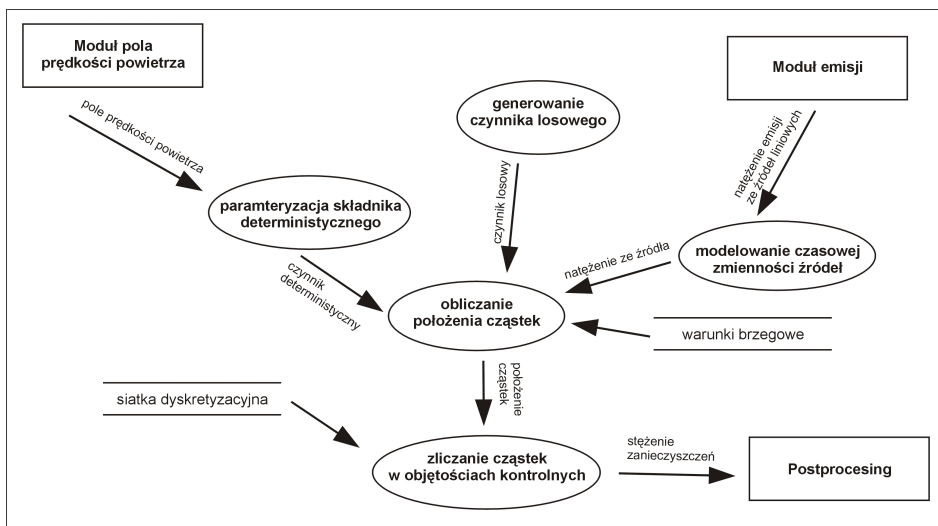 Moduł pola
prędkości powietrza
Moduł emisji
generowanie
czynnika losowego
pole prędkości powietrza
natężenie emisji
ze źródeł liniowych
czynnik losowy
paramteryzacja składnika
deterministycznego
modelowanie czasowej
zmienności źródeł
natężenie ze źródła
czynnik
deterministyczny
obliczanie
położenia cząstek
warunki brzegowe
położenie
cząstek
siatka dyskretyzacyjna
zliczanie cząstek
w objętościach kontrolnych
stężenie
zanieczyszczeń
Postprocesing